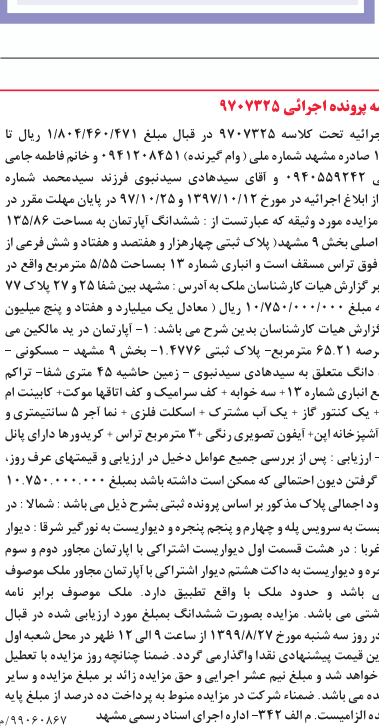 ه پرونده اجرائی ۹۷۰۷۳۲۵
جرائیه تحت کلاسه ۹۷۰۷۳۲۵ در قبال مبلغ ۱/۸۰۴/۴۶۰/۴۷۱ ریال تا
۱ صادره مشهد شماره ملی ( وام گیرنده) ۰۹۴۱۲۰۸۴۵۱ و خانم فاطمه جامی
ی ۰۹۴۰۵۵۹۲۴۲ و آقای سیدهادی سیدنبوی فرزند سیدمحمد شماره
از ابلاغ اجرائیه در مورخ ۱۳۹۷/۱۰/۱۲ و ۹۷/۱۰/۲۵ در پایان مهلت مقرر در
مزایده مورد وثیقه که عبارتست از : ششدانگ آپارتمان به مساحت ۱۳۵/۸۶
اصلی بخش ۹ مشهد( پلاک ثبتی چهارهزار و هفتصد و هفتاد و شش فرعی از
فوق تراس مسقف است و انباری شماره ۱۳ بمساحت ۵/۵۵ مترمربع واقع در
بر گزارش هیات کارشناسان ملک به آدرس : مشهد بین شفا ۲۵ و ۲۷ پلاک ۷۷
ه مبلغ ۱۰/۷۵۰/۰۰۰/۰۰۰ ریال ( معادل یک میلیارد و هفتاد و پنج میلیون
گزارش هیات کارشناسان بدین شرح می باشد: ۱- آپارتمان در ید مالکین می
رصه ۶۵.۲۱ مترمربع- پلاک ثبتی ۱.۴۷۷۶- بخش ۹ مشهد - مسکونی -
، دانگ متعلق به سیدهادی سیدنبوی - زمین حاشیه ۴۵ متری شفا- تراکم
ع انباری شماره ۱۳+ سه خوابه + کف سرامیک و کف اتاقها موکت+ کابینت ام
+ یک کنتور گاز + یک آب مشترک + اسکلت فلزی + نما آجر ۵ سانتیمتری و
آشپزخانه اپن+ آیفون تصویری رنگی +۳ مترمربع تراس + کریدورها دارای پانل
- ارزیابی : پس از بررسی جمیع عوامل دخیل در ارزیابی و قیمتهای عرف روز،
گرفتن دیون احتمالی که ممکن است داشته باشد بمبلغ ۱۰.۷۵۰.۰۰۰.۰۰۰
ود اجمالی پلاک مذکور بر اساس پرونده ثبتی بشرح ذیل می باشد : شمالا : در
یست به سرویس پله و چهارم و پنجم پنجره و دیواریست به نورگیر شرقا : دیوار
غربا : در هشت قسمت اول دیواریست اشتراکی با اپارتمان مجاور دوم و سوم
جره و دیواریست به داکت هشتم دیوار اشتراکی با آپارتمان مجاور ملک موصوف
ی باشد و حدود ملک با واقع تطبیق دارد. ملک موصوف برابر نامه
شتی می باشد. مزایده بصورت ششدانگ بمبلغ مورد ارزیابی شده در قبال
در روز سه شنبه مورخ ۱۳۹۹/۸/۲۷ از ساعت ۹ الی ۱۲ ظهر در محل شعبه اول
ین قیمت پیشنهادی نقدا واگذار می گردد. ضمنا چنانچه روز مزایده با تعطیل
خواهد شد و مبلغ نیم عشر اجرایی و حق مزایده زائد بر مبلغ مزایده و سایر
ده می باشد. ضمناء شرکت در مزایده منوط به پرداخت ده درصد از مبلغ پایه
ده الزامیست. م الف ۳۴۲- اداره اجرای اسناد رسمی مشهد ۹۹۰۶۰۸۶۷/م